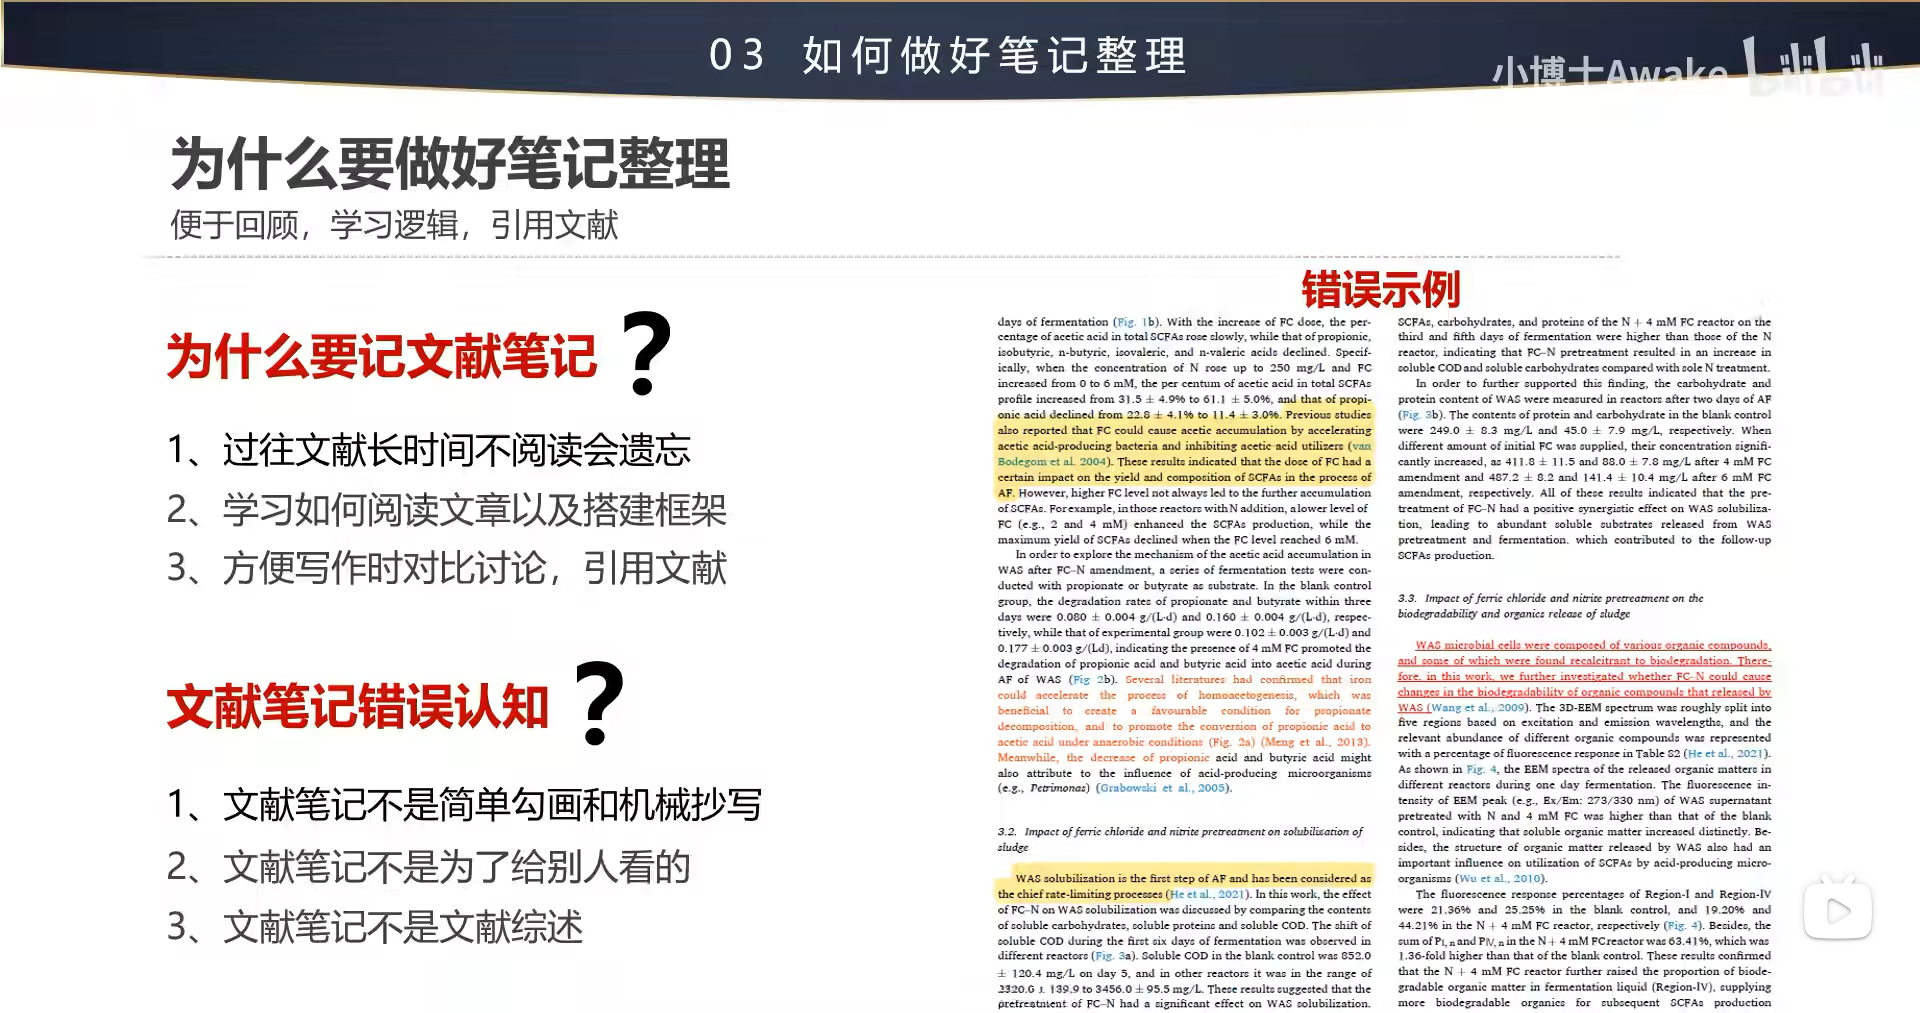 03 如何做好笔记整理
小博士Awake bilibili
为什么要做好笔记整理
便于回顾，学习逻辑，引用文献
为什么要记文献笔记？
1、过往文献长时间不阅读会遗忘
2、学习如何阅读文章以及搭建框架
3、方便写作时对比讨论，引用文献
文献笔记错误认知？
1、文献笔记不是简单勾画和机械抄写
2、文献笔记不是为了给别人看的
3、文献笔记不是文献综述
错误示例
days of fermentation (Fig. 1b). With the increase of FC dose, the per-
centage of acetic acid in total SCFAs rose slowly, while that of propionic,
isobutyric, n-butyric, isovaleric, and n-valeric acids declined. Specif-
ically, when the concentration of N rose up to 250 mg/L and FC
increased from 0 to 6 mM, the per centum of acetic acid in total SCFAs
profile increased from 31.5 ± 4.9% to 61.1 ± 5.0%, and that of propi-
onic acid declined from 22.8 ± 4.1% to 11.4 ± 3.0%. Previous studies
also reported that FC could cause acetic accumulation by accelerating
acetic acid-producing bacteria and inhibiting acetic acid utilizers (van
Bodegom et al. 2004). These results indicated that the dose of FC had a
certain impact on the yield and composition of SCFAs in the process of
AF. However, higher FC level not always led to the further accumulation
of SCFAs. For example, in those reactors with N addition, a lower level of
FC (e.g., 2 and 4 mM) enhanced the SCFAs production, while the
maximum yield of SCFAs declined when the FC level reached 6 mM.
In order to explore the mechanism of the acetic acid accumulation in
WAS after FC–N amendment, a series of fermentation tests were con-
ducted with propionate or butyrate as substrate. In the blank control
group, the degradation rates of propionate and butyrate within three
days were 0.080 ± 0.004 g/(L·d) and 0.160 ± 0.004 g/(L·d), respec-
tively, while that of experimental group were 0.102 ± 0.003 g/(L·d) and
0.177 ± 0.003 g/(Ld), indicating the presence of 4 mM FC promoted the
degradation of propionic acid and butyric acid into acetic acid during
AF of WAS (Fig 2b). Several literatures had confirmed that iron
could accelerate the process of homoacetogenesis, which was
beneficial to create a favourable condition for propionate
decomposition, and to promote the conversion of propionic acid to
acetic acid under anaerobic conditions (Fig. 2a) (Meng et al., 2013).
Meanwhile, the decrease of propionic acid and butyric acid might
also attribute to the influence of acid-producing microorganisms
(e.g., Petrimonas) (Grabowski et al., 2005).
3.2. Impact of ferric chloride and nitrite pretreatment on solubilisation of
sludge
WAS solubilization is the first step of AF and has been considered as
the chief rate-limiting processes (He et al., 2021). In this work, the effect
of FC–N on WAS solubilization was discussed by comparing the contents
of soluble carbohydrates, soluble proteins and soluble COD. The shift of
soluble COD during the first six days of fermentation was observed in
different reactors (Fig. 3a). Soluble COD in the blank control was 852.0
± 120.4 mg/L on day 5, and in other reactors it was in the range of
139.9 to 3456.0 ± 95.5 mg/L. These results suggested that the
pretreatment of FC–N had a significant effect on WAS solubilization.
SCFAs, carbohydrates, and proteins of the N + 4 mM FC reactor on the
third and fifth days of fermentation were higher than those of the N
reactor, indicating that FC–N pretreatment resulted in an increase in
soluble COD and soluble carbohydrates compared with sole N treatment.
In order to further supported this finding, the carbohydrate and
protein content of WAS were measured in reactors after two days of AF
(Fig. 3b). The contents of protein and carbohydrate in the blank control
were 249.0 ± 8.3 mg/L and 45.0 ± 7.9 mg/L, respectively. When
different amount of initial FC was supplied, their concentration signifi-
cantly increased, as 411.8 ± 11.5 and 88.0 ± 7.8 mg/L after 4 mM FC
amendment and 487.2 ± 8.2 and 141.4 ± 10.4 mg/L after 6 mM FC
amendment, respectively. All of these results indicated that the pre-
treatment of FC–N had a positive synergistic effect on WAS solubiliza-
tion, leading to abundant soluble substrates released from WAS
pretreatment and fermentation. which contributed to the follow-up
SCFAs production.
3.3. Impact of ferric chloride and nitrite pretreatment on the
biodegradability and organics release of sludge
WAS microbial cells were composed of various organic compounds,
and some of which were found recalcitrant to biodegradation. There-
fore, in this work, we further investigated whether FC–N could cause
changes in the biodegradability of organic compounds that released by
WAS (Wang et al., 2009). The 3D-EEM spectrum was roughly split into
five regions based on excitation and emission wavelengths, and the
relevant abundance of different organic compounds was represented
with a percentage of fluorescence response in Table S2 (He et al., 2021).
As shown in Fig. 4, the EEM spectra of the released organic matters in
different reactors during one day fermentation. The fluorescence in-
tensity of EEM peak (e.g., Ex/Em: 273/330 nm) of WAS supernatant
pretreated with N and 4 mM FC was higher than that of the blank
control, indicating that soluble organic matter increased distinctly. Be-
sides, the structure of organic matter released by WAS also had an
important influence on utilization of SCFAs by acid-producing micro-
organisms (Wu et al., 2010).
The fluorescence response percentages of Region-I and Region-IV
were 21.36% and 25.25% in the blank control, and 19.20% and
44.21% in the N + 4 mM FC reactor, respectively (Fig. 4). Besides, the
sum of PI, n and PIV, n in the N + 4 mM FC reactor was 63.41%, which was
1.36-fold higher than that of the blank control. These results confirmed
that the N + 4 mM FC reactor further raised the proportion of biode-
gradable organic matter in fermentation liquid (Region-IV), supplying
more biodegradable organics for subsequent SCFAs production